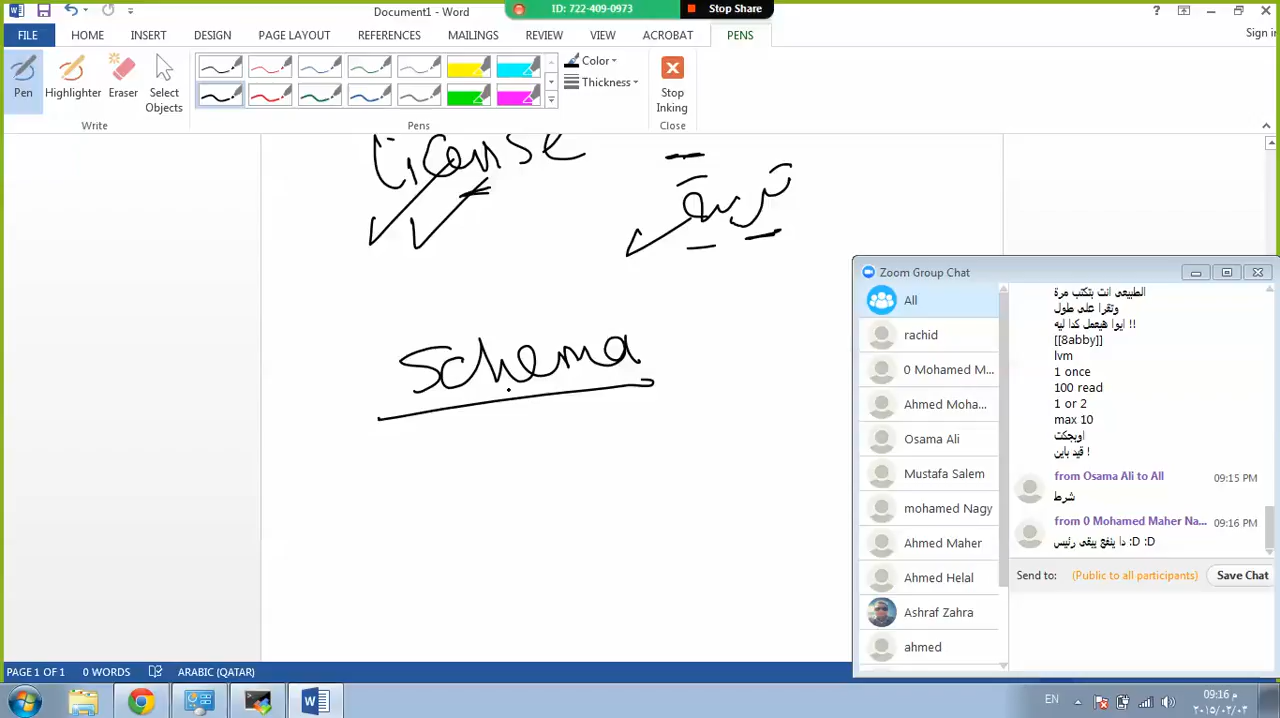 Document1 - Word
ID: 722-409-0973
Stop Share
?
FILE
HOME
INSERT
DESIGN
PAGE LAYOUT
REFERENCES
MAILINGS
REVIEW
VIEW
ACROBAT
PENS
Sign in
Pen
Highlighter
Eraser
Select Objects
Color
Thickness
Stop Inking
Write
Pens
Close
License
schema
Zoom Group Chat
All
rachid
0 Mohamed M...
Ahmed Moha...
Osama Ali
Mustafa Salem
mohamed Nagy
Ahmed Maher
Ahmed Helal
Ashraf Zahra
ahmed
الطبيعى انت بتكتب مرة
وتقرا على طول
ايوا هيعمل كدا ليه !!
[[8abby]]
lvm
1 once
100 read
1 or 2
max 10
اوبجكت
قيد باين !
from Osama Ali to All 09:15 PM
شرط
from 0 Mohamed Maher Na... 09:16 PM
دا ينفع يبقى رئيس :D :D
Send to: (Public to all participants) Save Chat
PAGE 1 OF 1
0 WORDS
ARABIC (QATAR)
EN
09:16 م
٢٠١٥/٠٢/٠٣